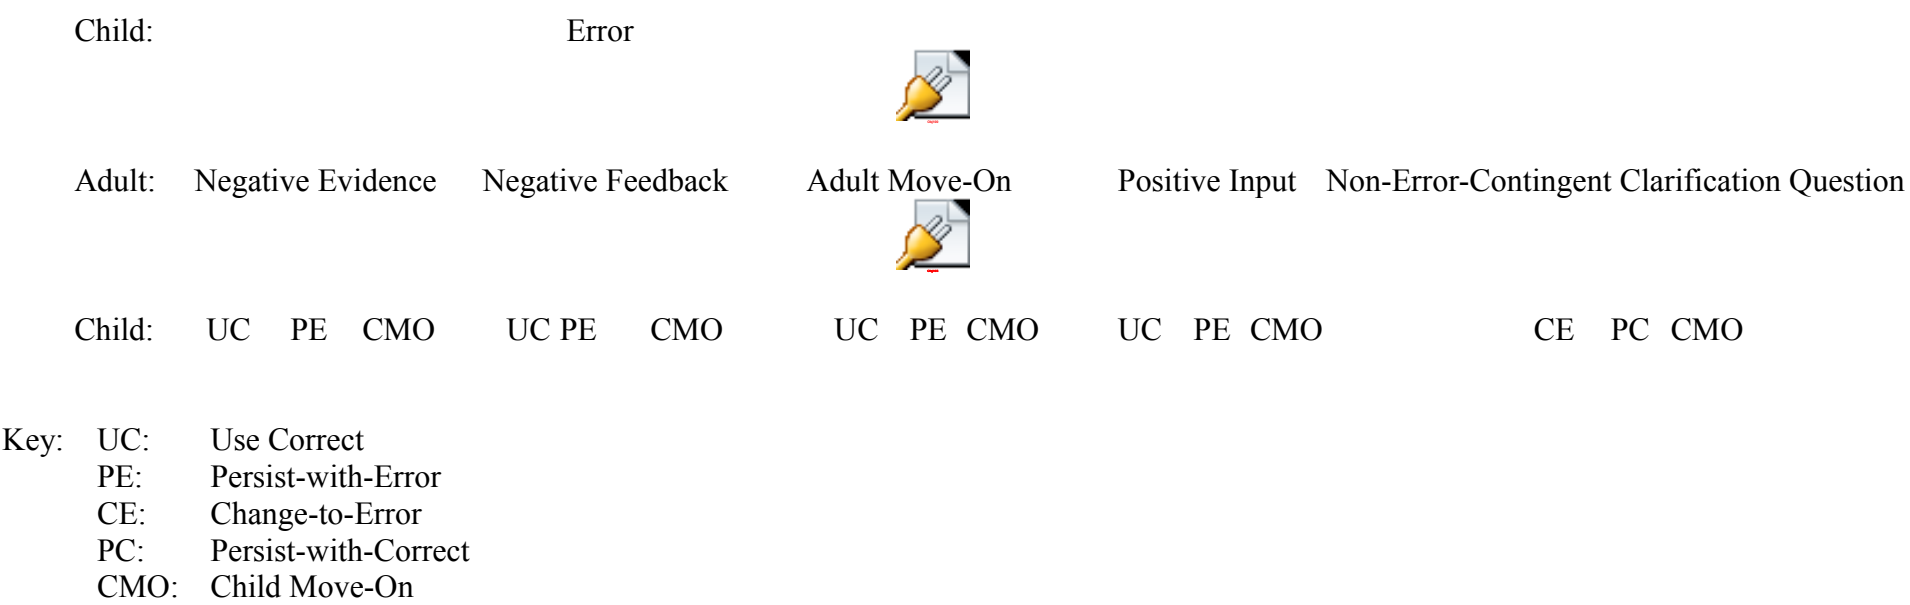 Child: Error
Adult: Negative Evidence Negative Feedback Adult Move-On Positive Input Non-Error-Contingent Clarification Question
Child: UC PE CMO UC PE CMO UC PE CMO UC PE CMO CE PC CMO
Key: UC: Use Correct
PE: Persist-with-Error
CE: Change-to-Error
PC: Persist-with-Correct
CMO: Child Move-On